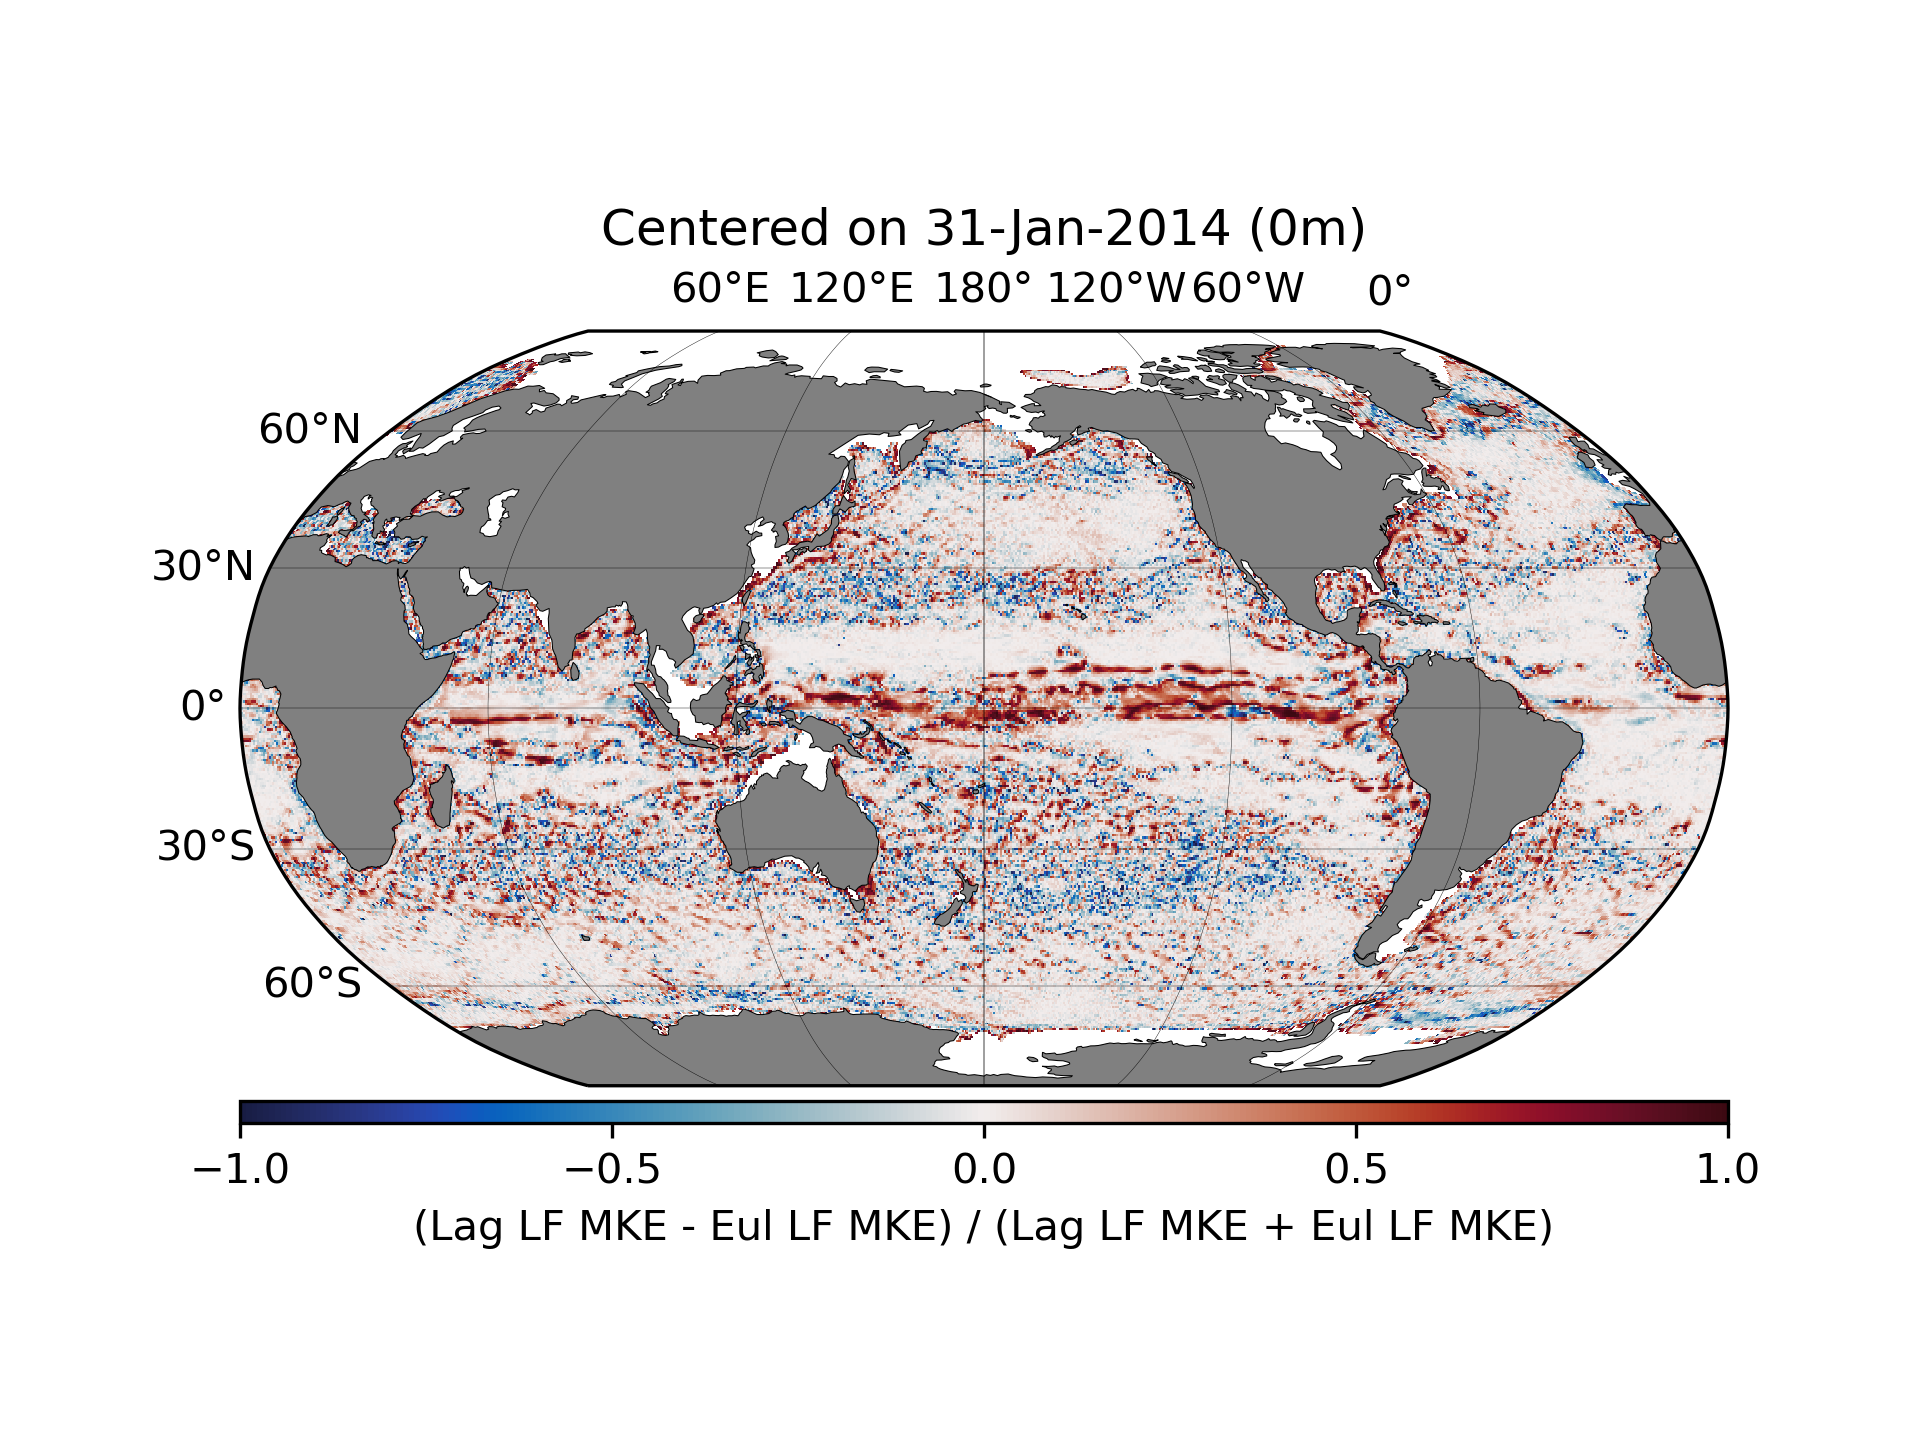 Centered on 31-Jan-2014 (0m)
60°E 120°E 180° 120°W 60°W 0°
60°N
30°N
0°
30°S
60°S
−1.0 −0.5 0.0 0.5 1.0
(Lag LF MKE - Eul LF MKE) / (Lag LF MKE + Eul LF MKE)